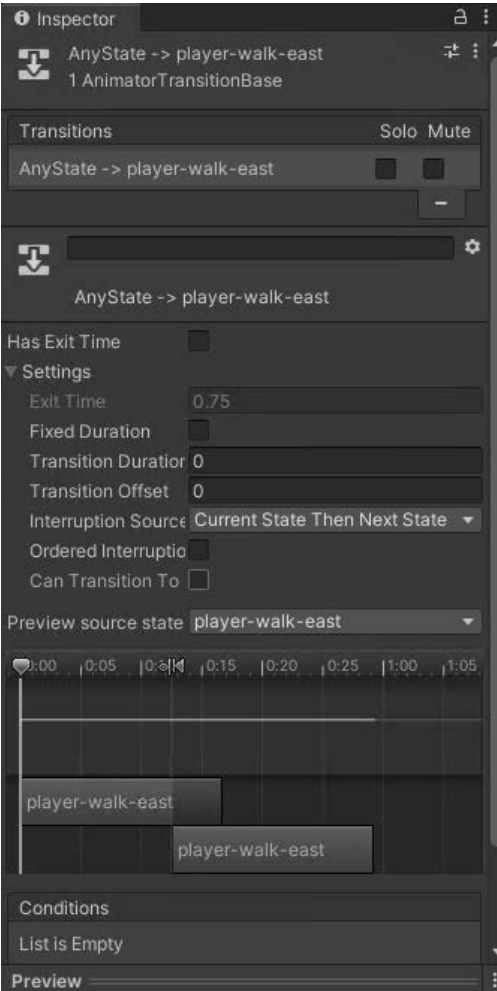 Inspector
AnyState -> player-walk-east
1 AnimatorTransitionBase
Transitions Solo Mute
AnyState -> player-walk-east
AnyState -> player-walk-east
Has Exit Time
Settings
Exit Time 0.75
Fixed Duration
Transition Duration 0
Transition Offset 0
Interruption Source Current State Then Next State
Ordered Interruptio
Can Transition To
Preview source state player-walk-east
0:00 0:05 0:15 0:20 0:25 1:00 1:05
player-walk-east
player-walk-east
Conditions
List is Empty
Preview